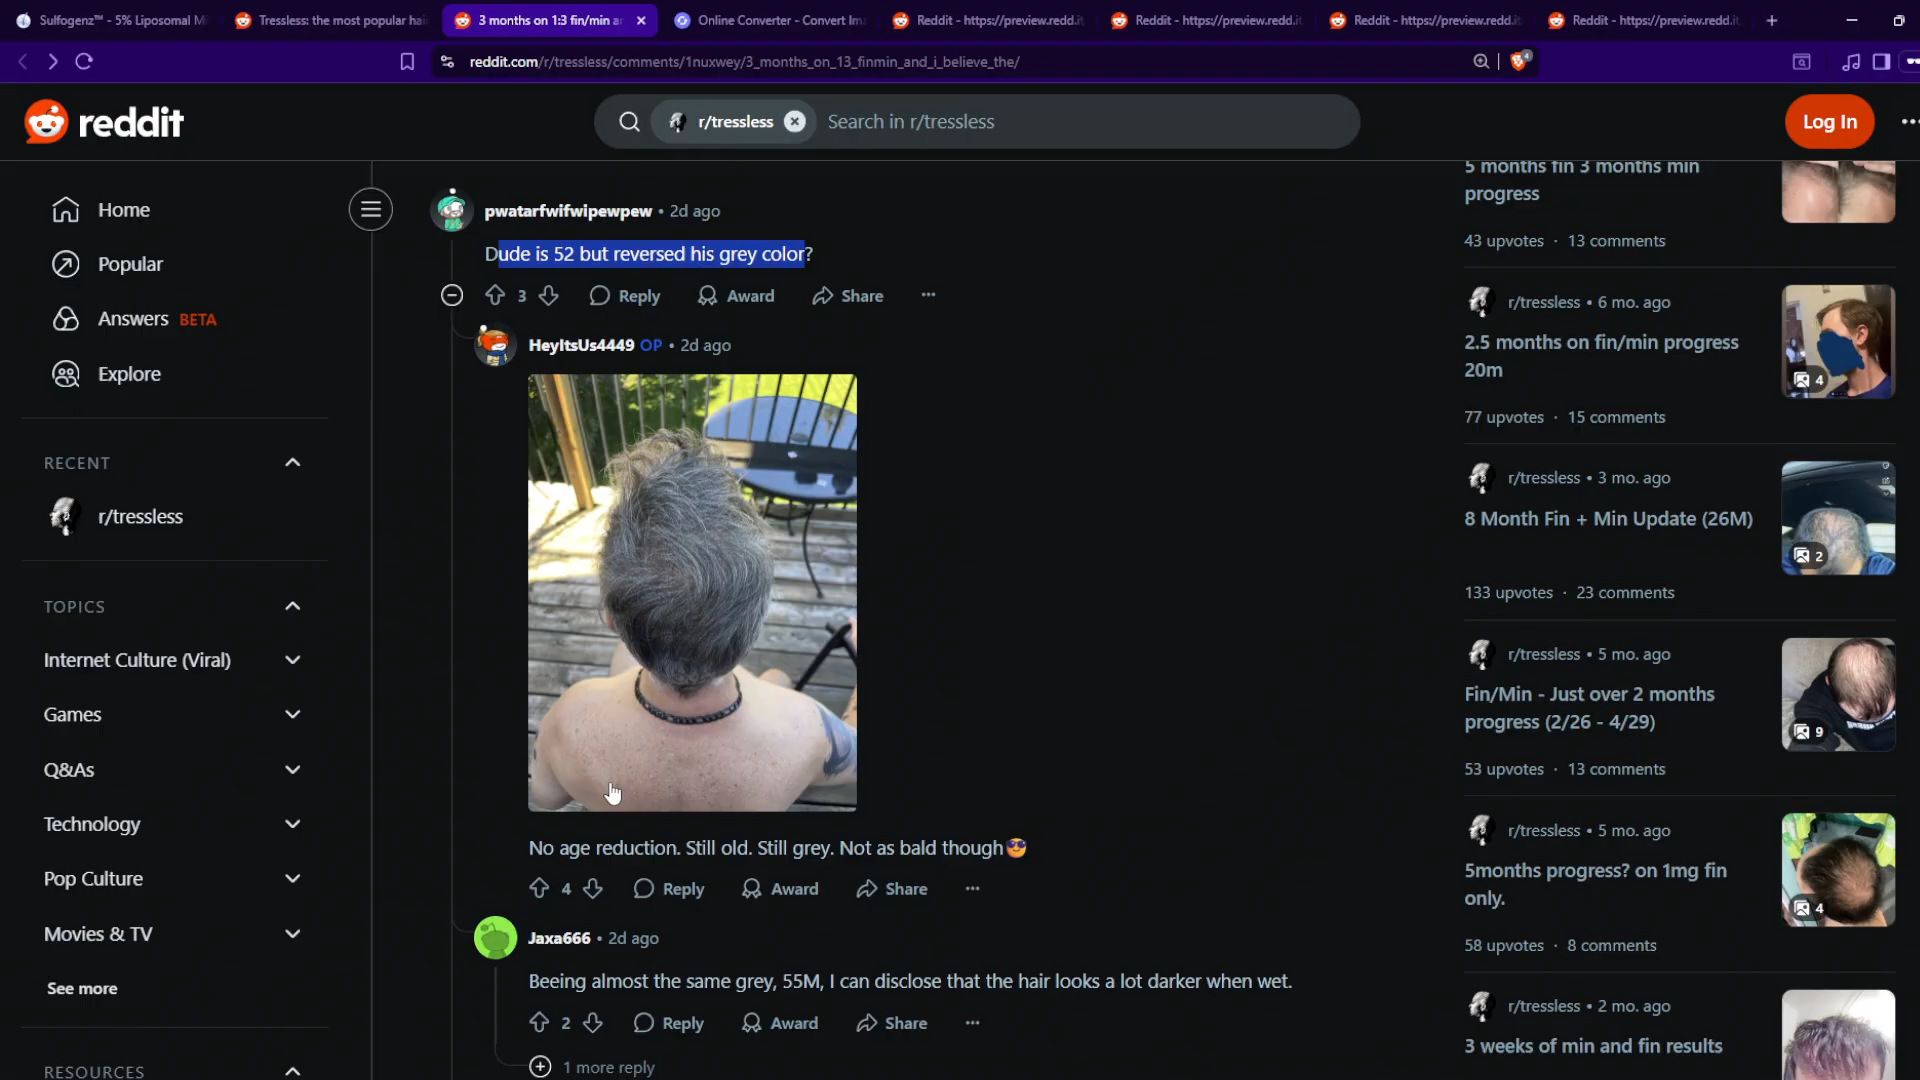 Sulfogenz™ - 5% Liposomal Mi
Tressless: the most popular hai
3 months on 1:3 fin/min a
Online Converter - Convert Ima
Reddit - https://preview.redd.it
Reddit - https://preview.redd.it
Reddit - https://preview.redd.it
Reddit - https://preview.redd.it
reddit.com/r/tressless/comments/1nuxwey/3_months_on_13_finmin_and_i_believe_the/
4
reddit
r/tressless
Search in r/tressless
Log In
Home
Popular
Answers BETA
Explore
RECENT
r/tressless
TOPICS
Internet Culture (Viral)
Games
Q&As
Technology
Pop Culture
Movies & TV
See more
RESOURCES
pwatarfwifwipewpew • 2d ago
Dude is 52 but reversed his grey color?
3 Reply Award Share
HeyItsUs4449 OP • 2d ago
No age reduction. Still old. Still grey. Not as bald though😎
4 Reply Award Share
Jaxa666 • 2d ago
Beeing almost the same grey, 55M, I can disclose that the hair looks a lot darker when wet.
2 Reply Award Share
1 more reply
5 months fin 3 months min
progress
43 upvotes · 13 comments
r/tressless • 6 mo. ago
2.5 months on fin/min progress
20m
4
77 upvotes · 15 comments
r/tressless • 3 mo. ago
8 Month Fin + Min Update (26M)
2
133 upvotes · 23 comments
r/tressless • 5 mo. ago
Fin/Min - Just over 2 months
progress (2/26 - 4/29)
9
53 upvotes · 13 comments
r/tressless • 5 mo. ago
5months progress? on 1mg fin
only.
4
58 upvotes · 8 comments
r/tressless • 2 mo. ago
3 weeks of min and fin results